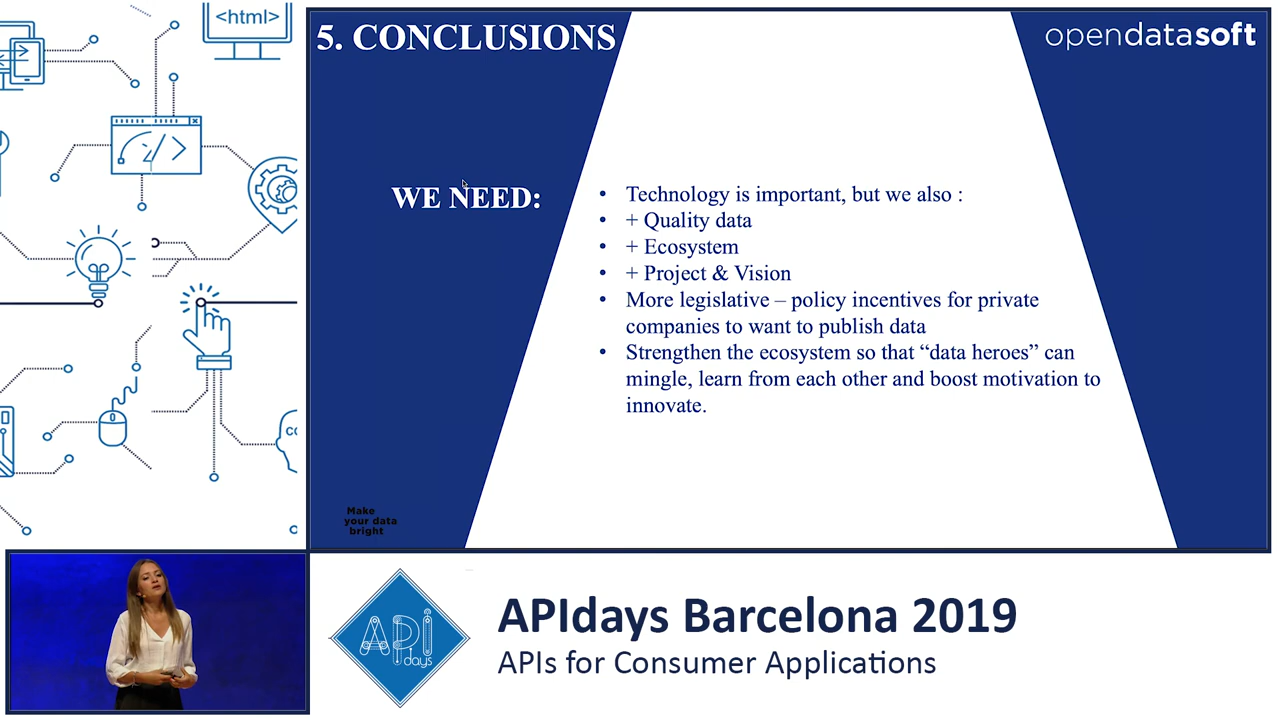 <html>
5. CONCLUSIONS
opendatasoft
WE NEED:
• Technology is important, but we also :
• + Quality data
• + Ecosystem
• + Project & Vision
• More legislative – policy incentives for private
companies to want to publish data
• Strengthen the ecosystem so that “data heroes” can
mingle, learn from each other and boost motivation to
innovate.
Make
your data
bright
API
days
APIdays Barcelona 2019
APIs for Consumer Applications